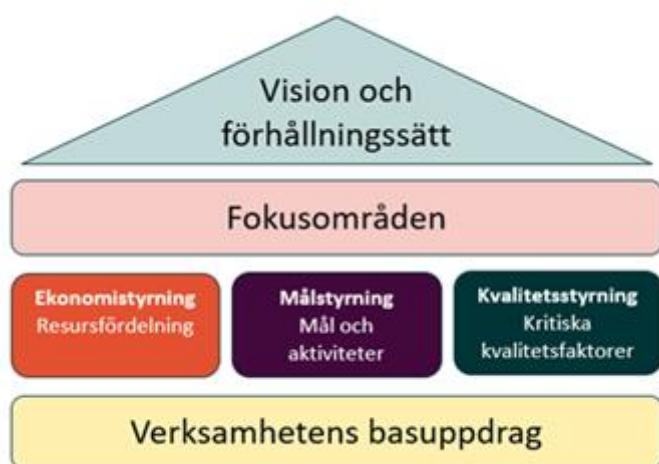 Vision och
förhållningssätt
Fokusområden
Ekonomistyrning
Resursfördelning
Målstyrning
Mål och
aktiviteter
Kvalitetsstyrning
Kritiska
kvalitetsfaktorer
Verksamhetens basuppdrag